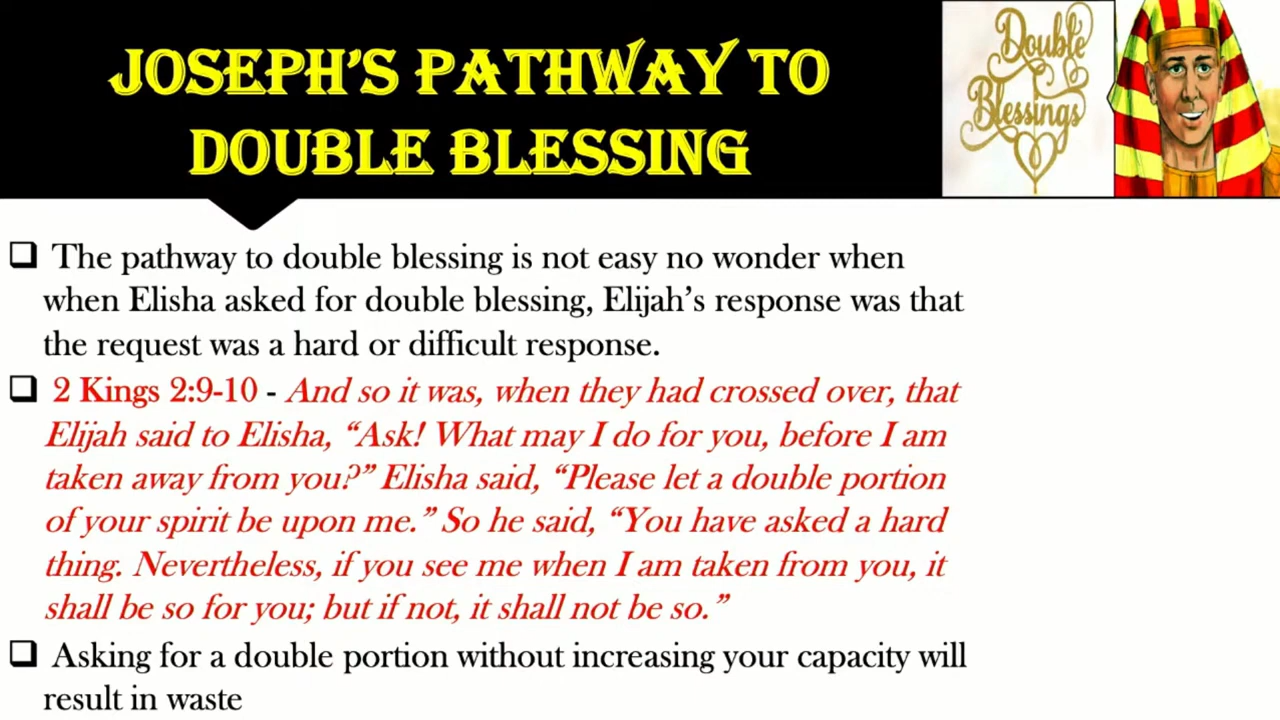 JOSEPH'S PATHWAY TO
DOUBLE BLESSING
Double
Blessings
❑ The pathway to double blessing is not easy no wonder when
when Elisha asked for double blessing, Elijah's response was that
the request was a hard or difficult response.
❑ 2 Kings 2:9-10 - And so it was, when they had crossed over, that
Elijah said to Elisha, “Ask! What may I do for you, before I am
taken away from you?” Elisha said, “Please let a double portion
of your spirit be upon me.” So he said, “You have asked a hard
thing. Nevertheless, if you see me when I am taken from you, it
shall be so for you; but if not, it shall not be so.”
❑ Asking for a double portion without increasing your capacity will
result in waste